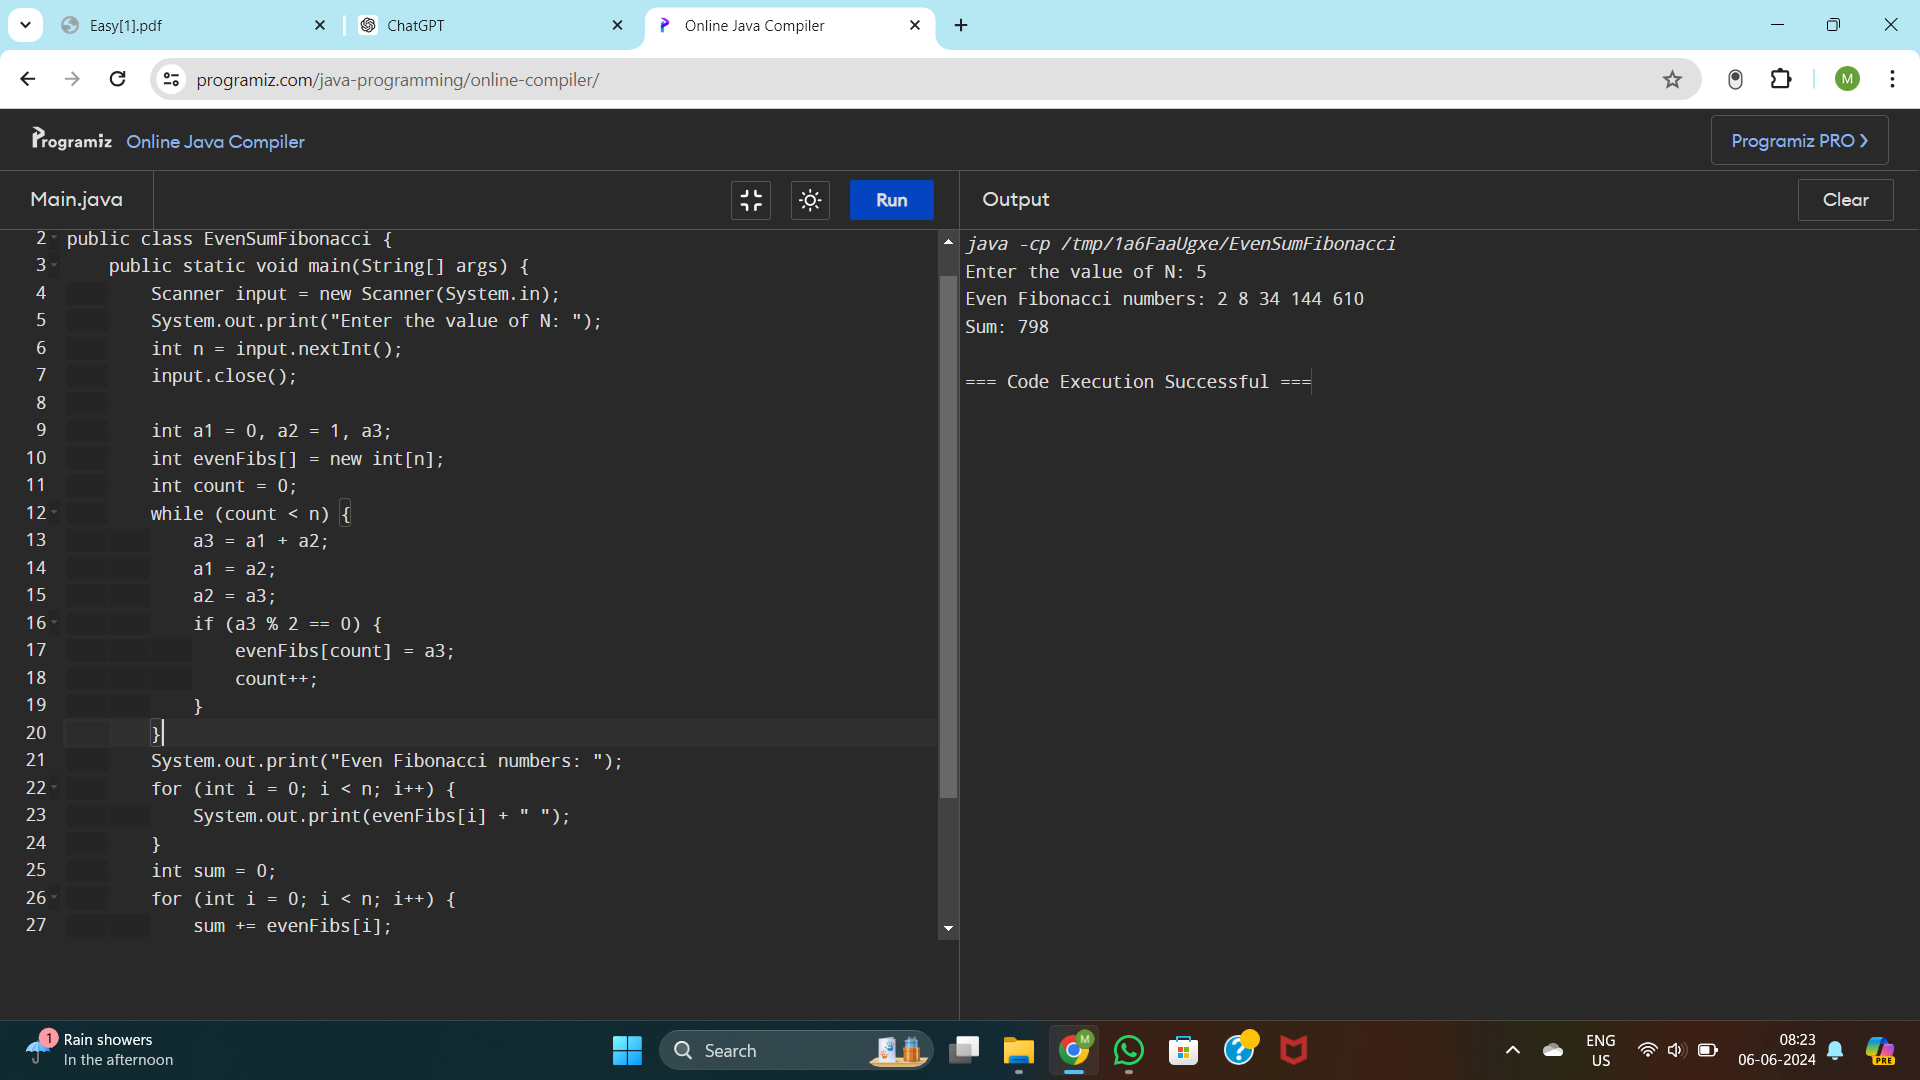 Easy[1].pdf
ChatGPT
Online Java Compiler
programiz.com/java-programming/online-compiler/
M
Programiz Online Java Compiler
Programiz PRO
Main.java
Run
Output
Clear
2 public class EvenSumFibonacci {
3 public static void main(String[] args) {
4 Scanner input = new Scanner(System.in);
5 System.out.print("Enter the value of N: ");
6 int n = input.nextInt();
7 input.close();
8
9 int a1 = 0, a2 = 1, a3;
10 int evenFibs[] = new int[n];
11 int count = 0;
12 while (count < n) {
13 a3 = a1 + a2;
14 a1 = a2;
15 a2 = a3;
16 if (a3 % 2 == 0) {
17 evenFibs[count] = a3;
18 count++;
19 }
20 }
21 System.out.print("Even Fibonacci numbers: ");
22 for (int i = 0; i < n; i++) {
23 System.out.print(evenFibs[i] + " ");
24 }
25 int sum = 0;
26 for (int i = 0; i < n; i++) {
27 sum += evenFibs[i];
java -cp /tmp/1a6FaaUgxe/EvenSumFibonacci
Enter the value of N: 5
Even Fibonacci numbers: 2 8 34 144 610
Sum: 798
=== Code Execution Successful ===
1
Rain showers
In the afternoon
Search
M
ENG
US
08:23
06-06-2024
PRE